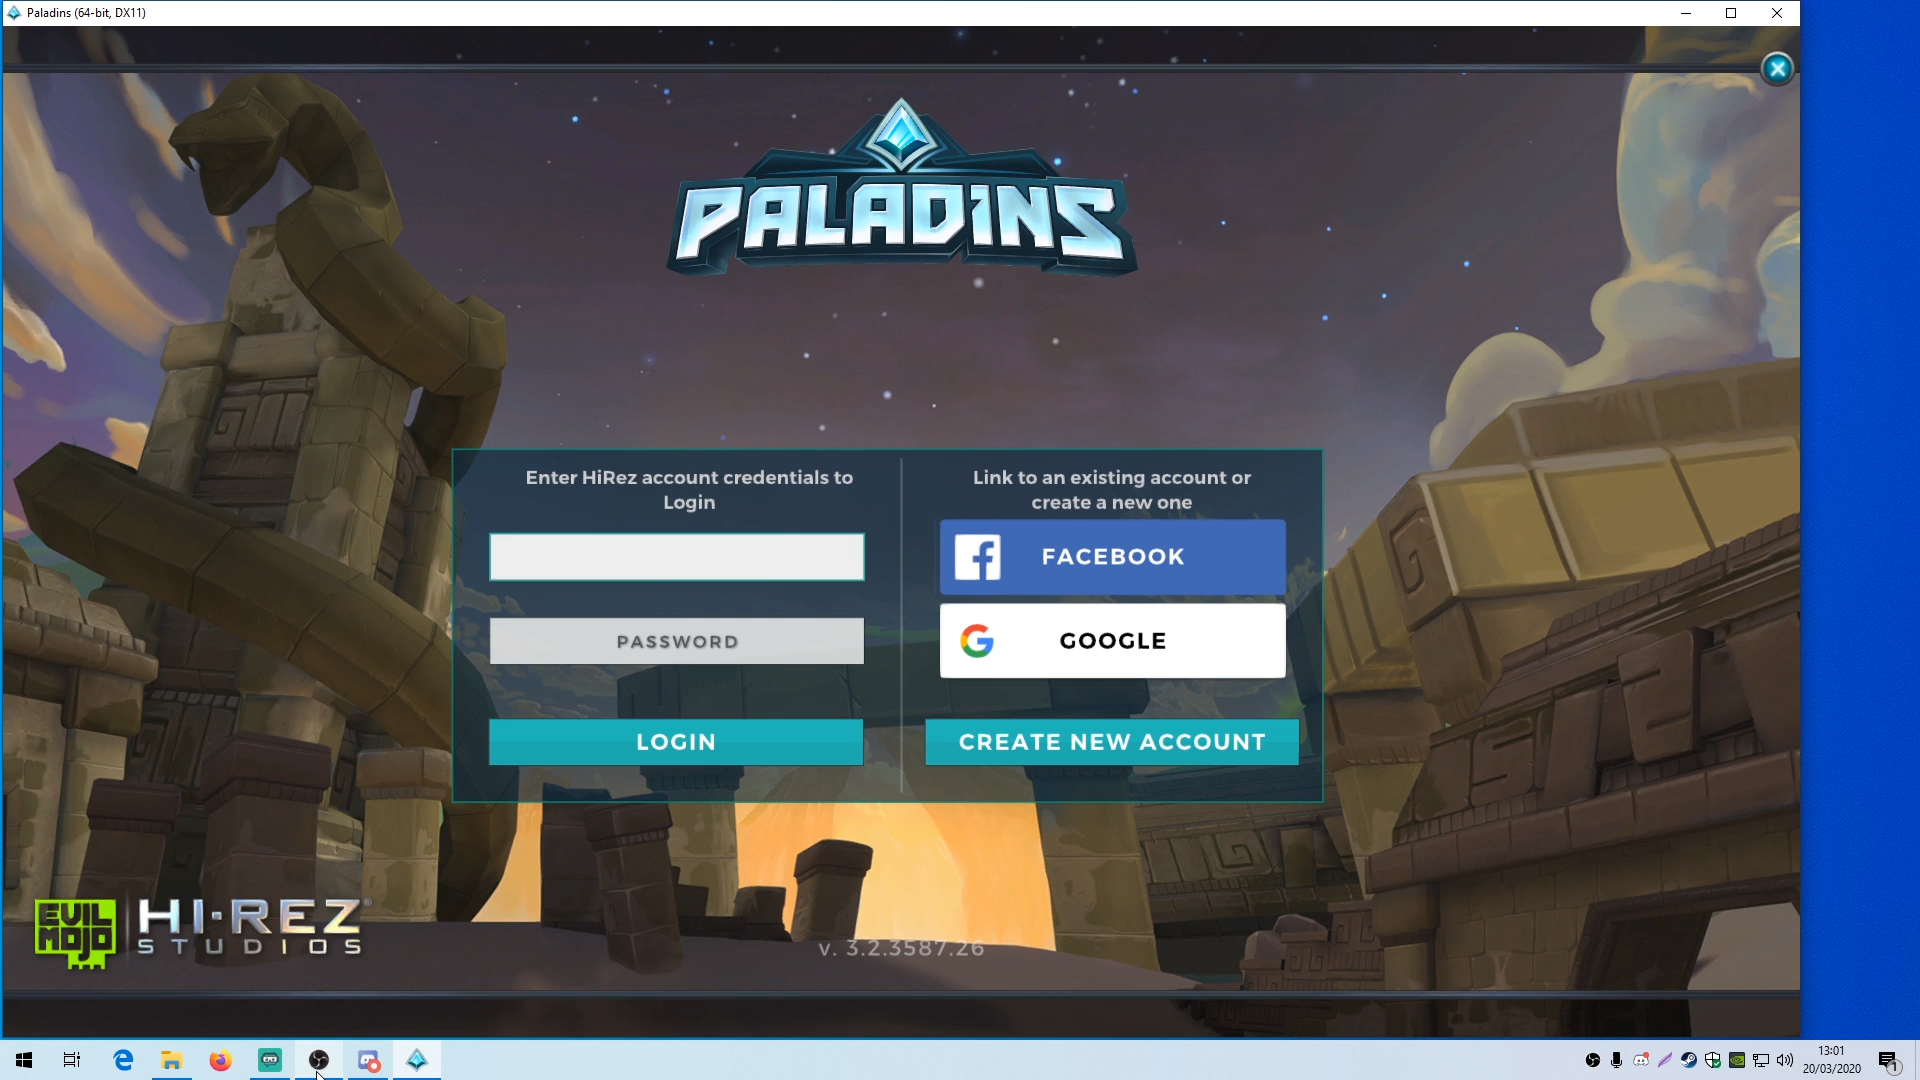 Paladins (64-bit, DX11)
PALADINS
Enter HiRez account credentials to
Login
PASSWORD
LOGIN
Link to an existing account or
create a new one
FACEBOOK
GOOGLE
CREATE NEW ACCOUNT
EVIL
MOJO
HI-REZ
STUDIOS
v. 3.2.3587.26
13:01
20/03/2020
1